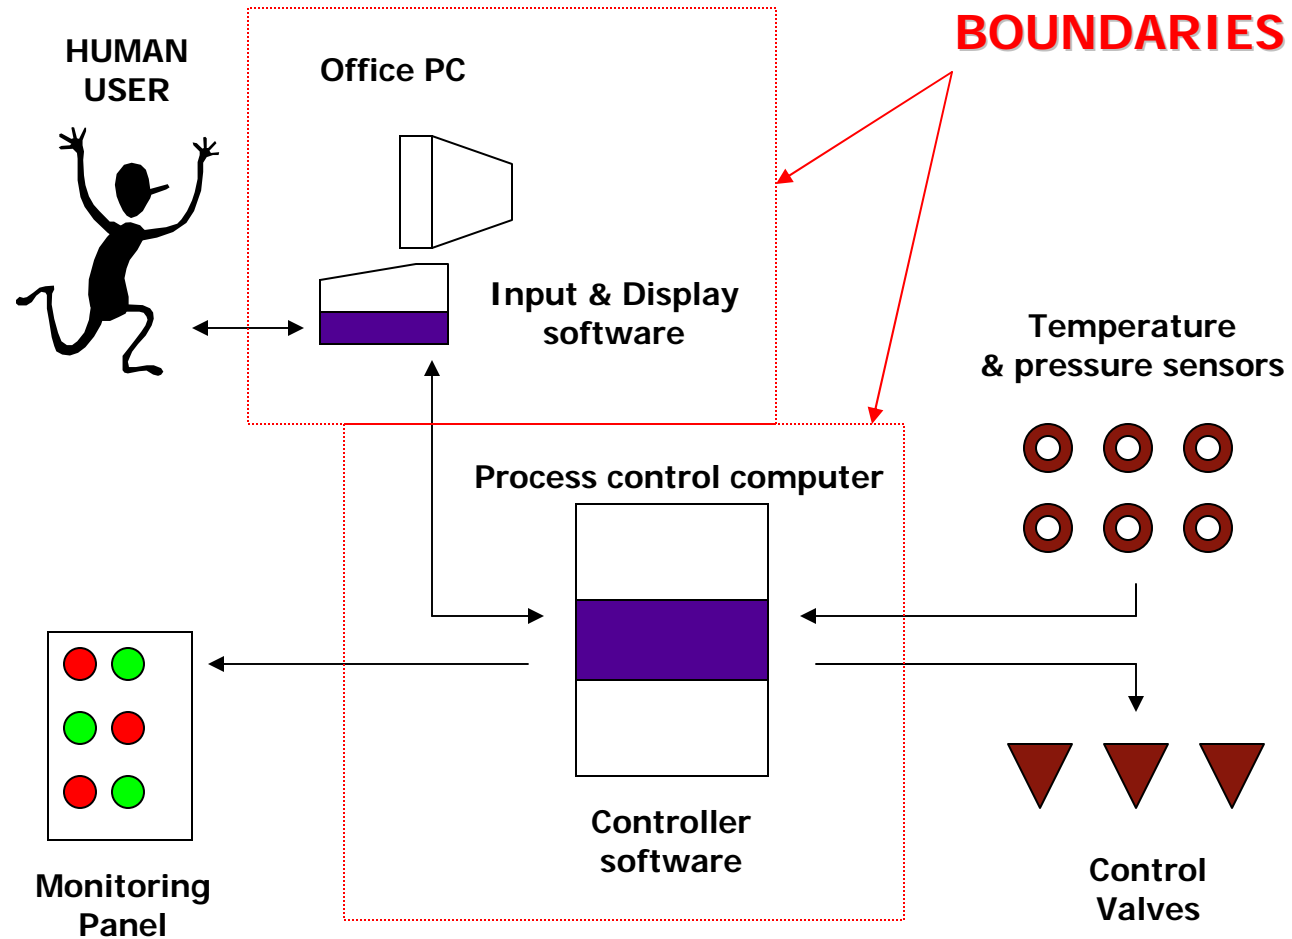 BOUNDARIES
HUMAN
USER
Office PC
Input & Display
software
Temperature
& pressure sensors
Process control computer
Controller
software
Monitoring
Panel
Control
Valves